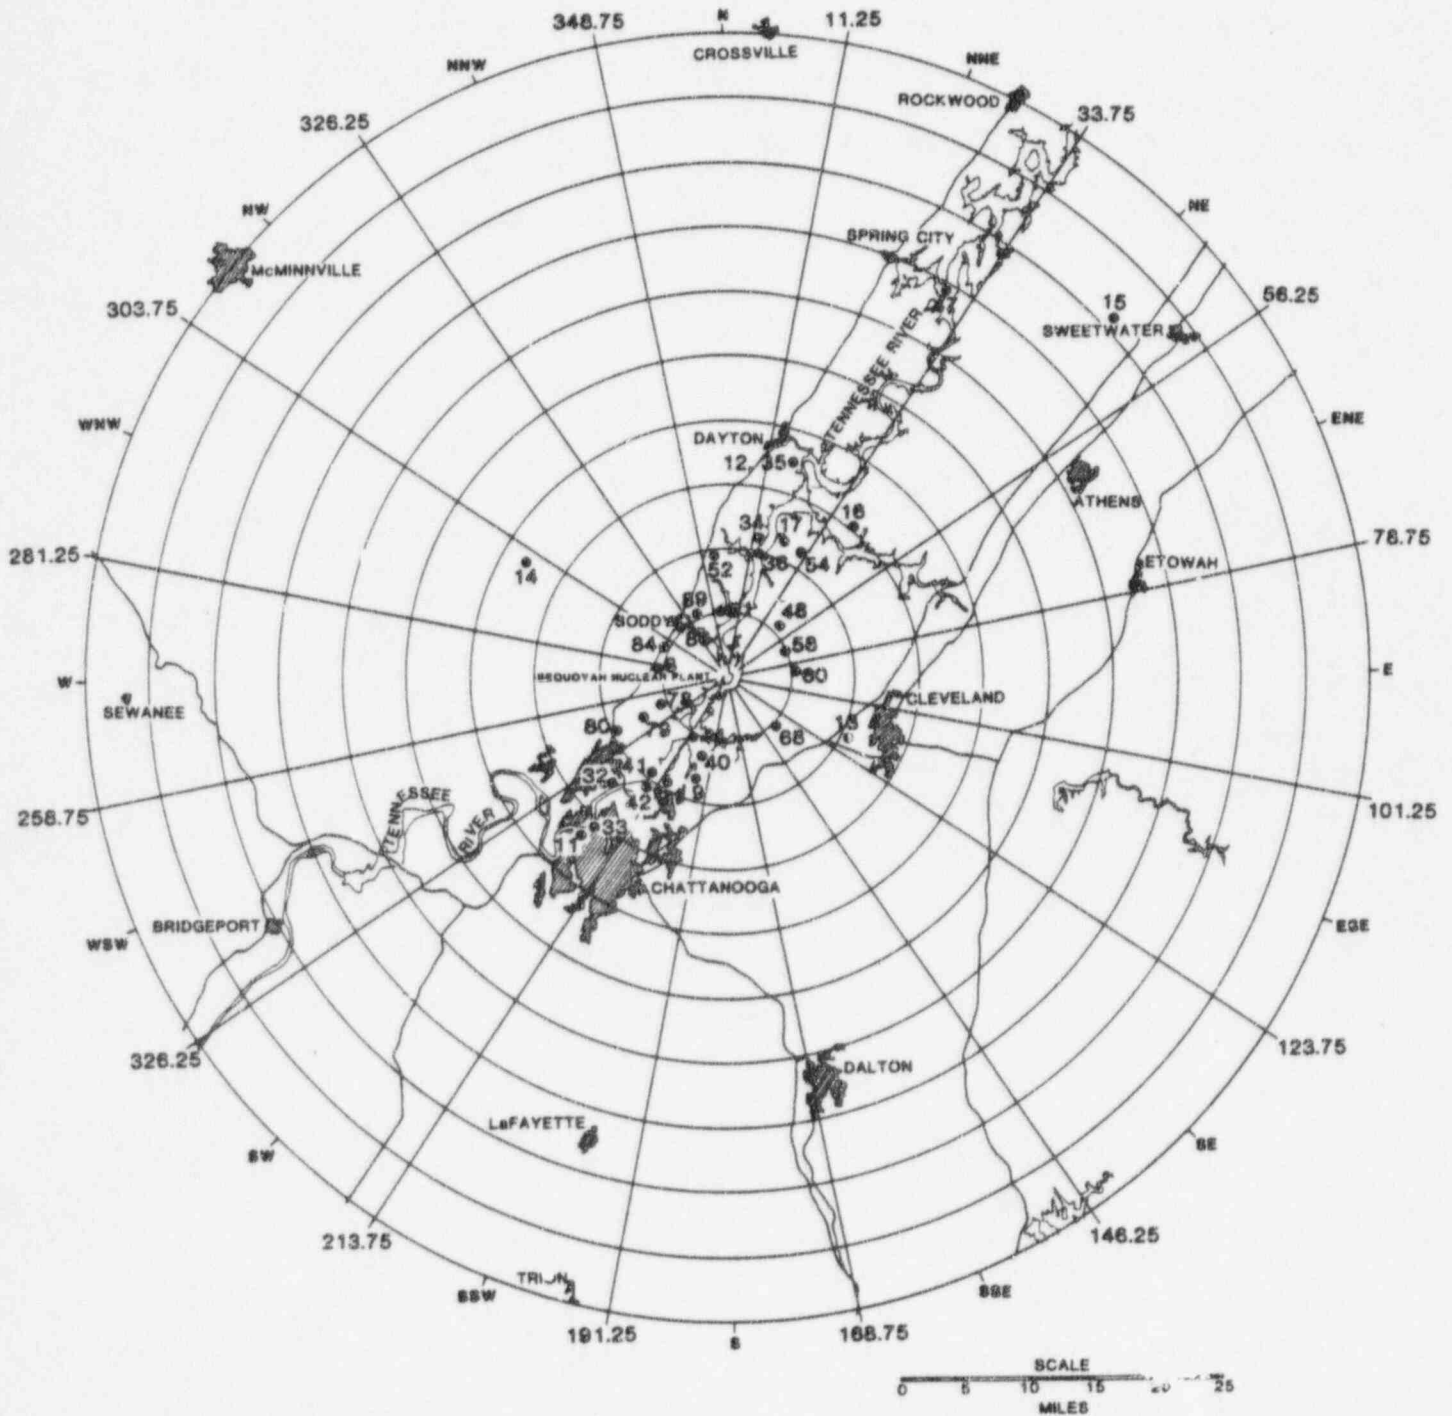 348.75
N
11.25
CROSSVILLE
NNW
NNE
ROCKWOOD
33.75
326.25
NW
NE
SPRING CITY
McMINNVILLE
56.25
303.75
15
SWEETWATER
TENNESSEE RIVER
WNW
ENE
DAYTON
12, 35
ATHENS
16
34
17
281.25
78.75
36
54
52
ETOWAH
14
89
SODDY
48
84
58
SEQUOYAH NUCLEAR PLANT
60
W
E
SEWANEE
CLEVELAND
80
68
40
41
32
42
258.75
TENNESSEE
RIVER
101.25
33
11
CHATTANOOGA
BRIDGEPORT
WSW
ESE
326.25
123.75
DALTON
LaFAYETTE
SW
SE
146.25
213.75
TRION
SSW
SSE
191.25
S
168.75
SCALE
0 5 10 15 20 25
MILES